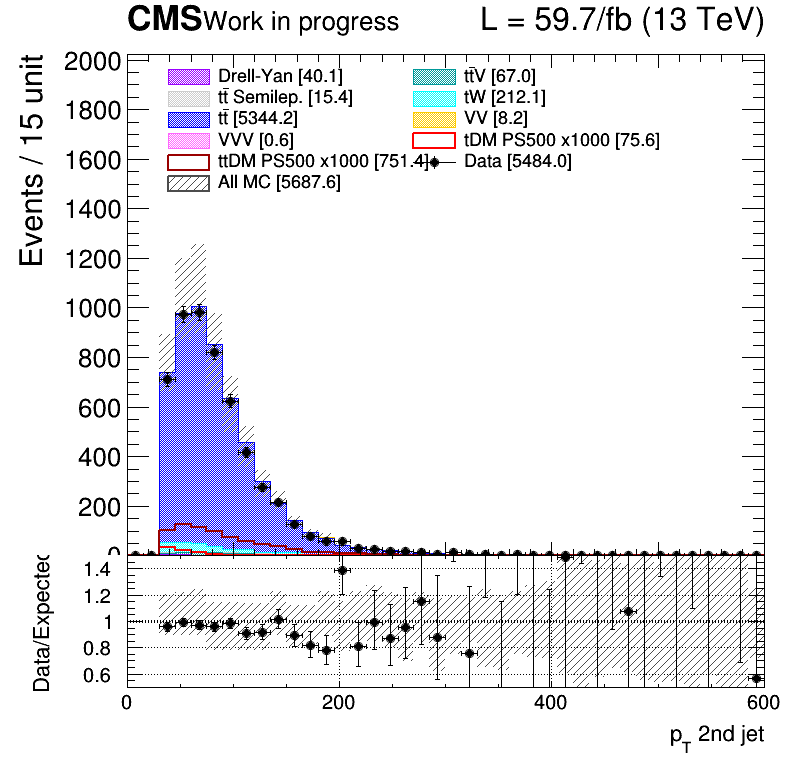 CMS Work in progress L = 59.7/fb (13 TeV)
Events / 15 unit
2000
1800
1600
1400
1200
1000
800
600
400
200
0
Drell-Yan [40.1] tt̄V [67.0]
tt̄ Semilep. [15.4] tW [212.1]
tt̄ [5344.2] VV [8.2]
VVV [0.6] tDM PS500 x1000 [75.6]
ttDM PS500 x1000 [751.4] Data [5484.0]
All MC [5687.6]
Data/Expected
1.4
1.2
1
0.8
0.6
0 200 400 600
p_T 2nd jet